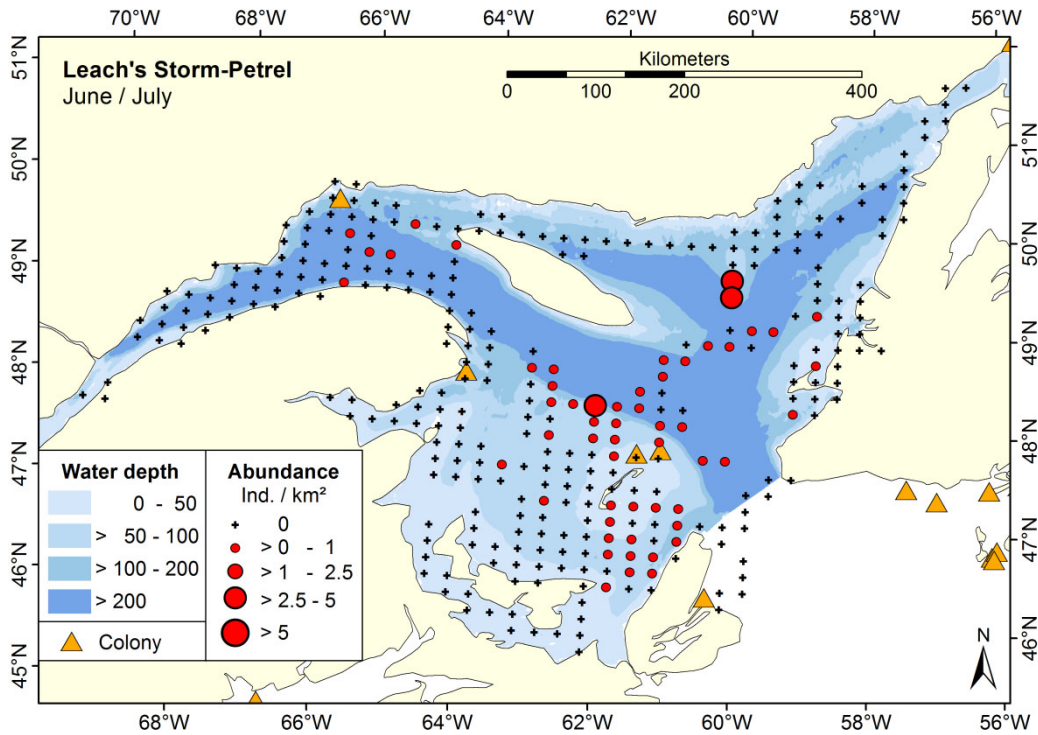 70°W 68°W 66°W 64°W 62°W 60°W 58°W 56°W
51°N
50°N
49°N
48°N
47°N
46°N
45°N
Leach's Storm-Petrel
June / July
Kilometers
0 100 200 400
51°N
50°N
49°N
48°N
47°N
46°N
Water depth
0 - 50
> 50 - 100
> 100 - 200
> 200
Colony
Abundance
Ind. / km²
0
> 0 - 1
> 1 - 2.5
> 2.5 - 5
> 5
N
68°W 66°W 64°W 62°W 60°W 58°W 56°W